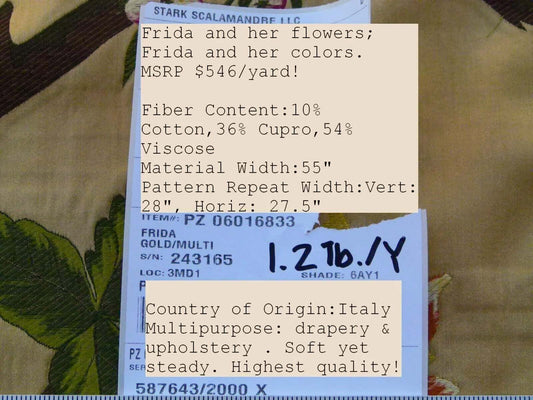 STARK SCALAMANDRE LLC
Frida and her flowers;
Frida and her colors.
MSRP $546/yard!
Fiber Content:10%
Cotton,36% Cupro,54%
Viscose
Material Width:55"
Pattern Repeat Width:Vert:
28", Horiz: 27.5"
ITEM#: PZ 06016833
FRIDA
GOLD/MULTI
S/N: 243165
1.2 lb./Y
LOC: 3MD1
SHADE: 6AY1
Country of Origin:Italy
Multipurpose: drapery &
upholstery . Soft yet
steady. Highest quality!
PZ
SER
587643/2000 X